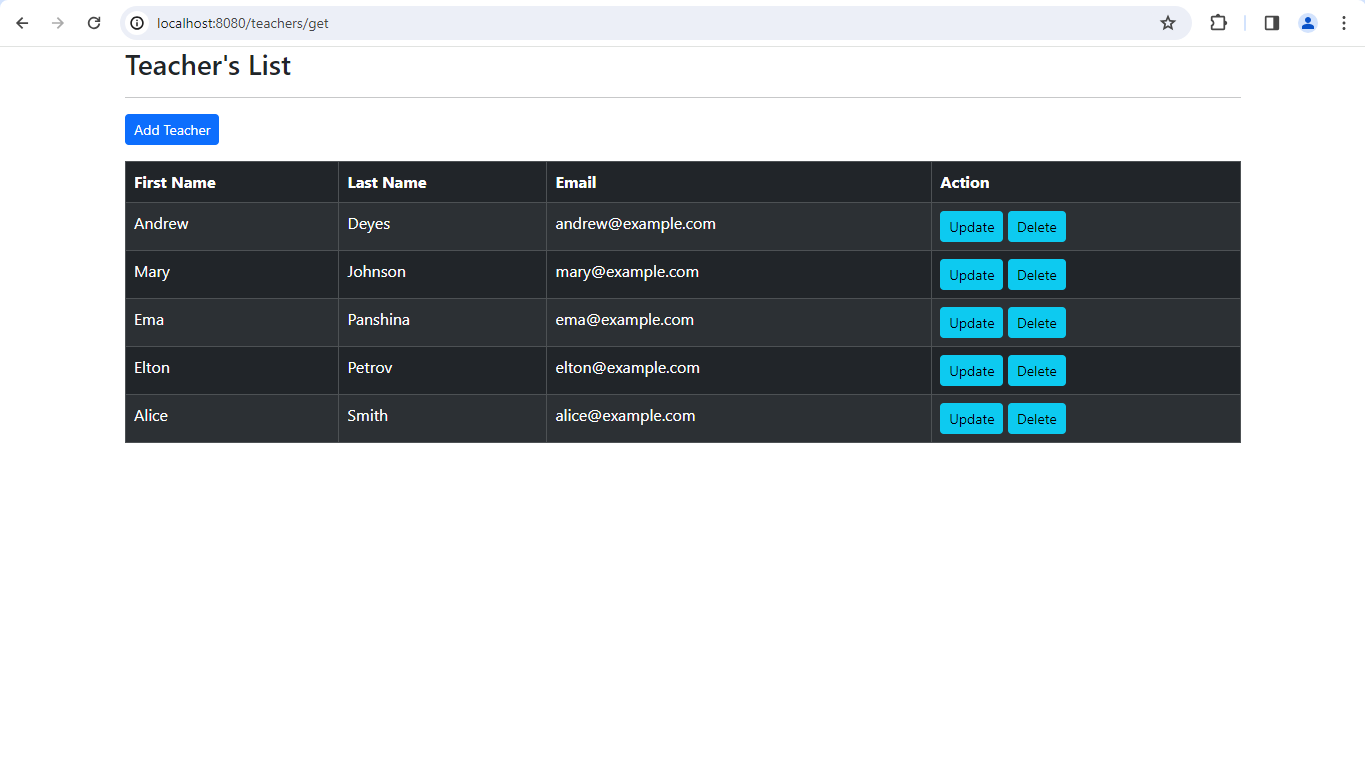 localhost:8080/teachers/get
Teacher's List
Add Teacher
First Name Last Name Email Action
Andrew Deyes andrew@example.com Update Delete
Mary Johnson mary@example.com Update Delete
Ema Panshina ema@example.com Update Delete
Elton Petrov elton@example.com Update Delete
Alice Smith alice@example.com Update Delete